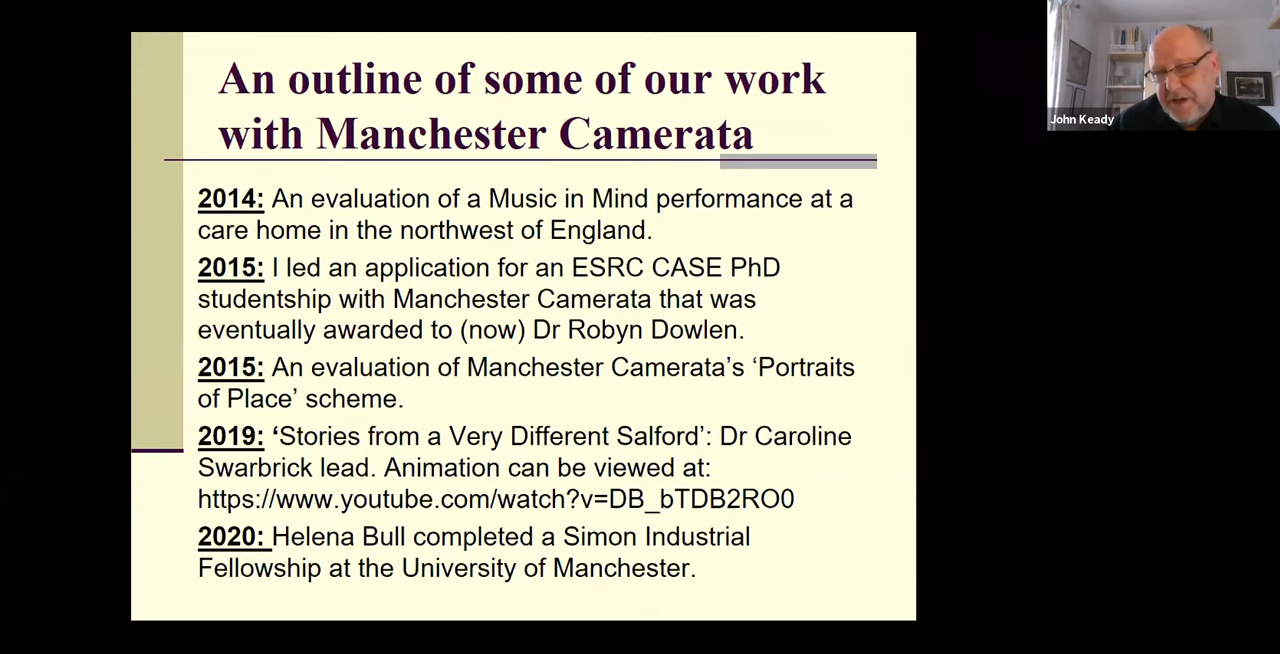 An outline of some of our work
with Manchester Camerata
2014: An evaluation of a Music in Mind performance at a
care home in the northwest of England.
2015: I led an application for an ESRC CASE PhD
studentship with Manchester Camerata that was
eventually awarded to (now) Dr Robyn Dowlen.
2015: An evaluation of Manchester Camerata’s ‘Portraits
of Place’ scheme.
2019: ‘Stories from a Very Different Salford’: Dr Caroline
Swarbrick lead. Animation can be viewed at:
https://www.youtube.com/watch?v=DB_bTDB2RO0
2020: Helena Bull completed a Simon Industrial
Fellowship at the University of Manchester.
John Keady